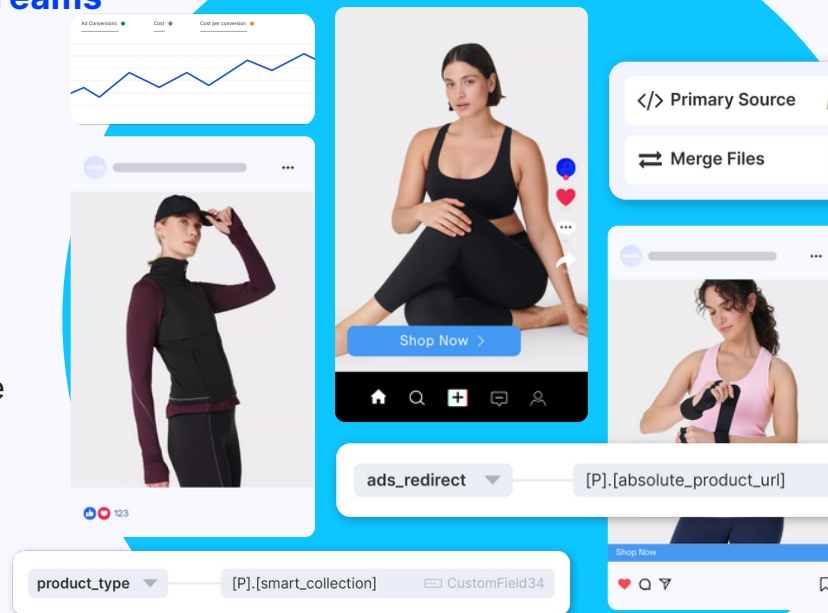 Ad Conversions
Cost
Cost per conversion
Primary Source
Merge Files
Shop Now
ads_redirect
[P].[absolute_product_url]
123
Shop Now
product_type
[P].[smart_collection]
CustomField34